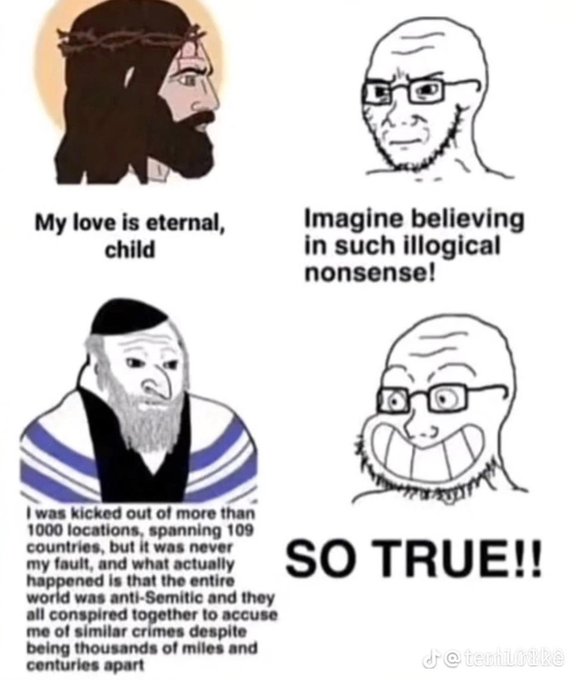 My love is eternal,
child
Imagine believing
in such illogical
nonsense!
I was kicked out of more than
1000 locations, spanning 109
countries, but it was never
my fault, and what actually
happened is that the entire
world was anti-Semitic and they
all conspired together to accuse
me of similar crimes despite
being thousands of miles and
centuries apart
SO TRUE!!